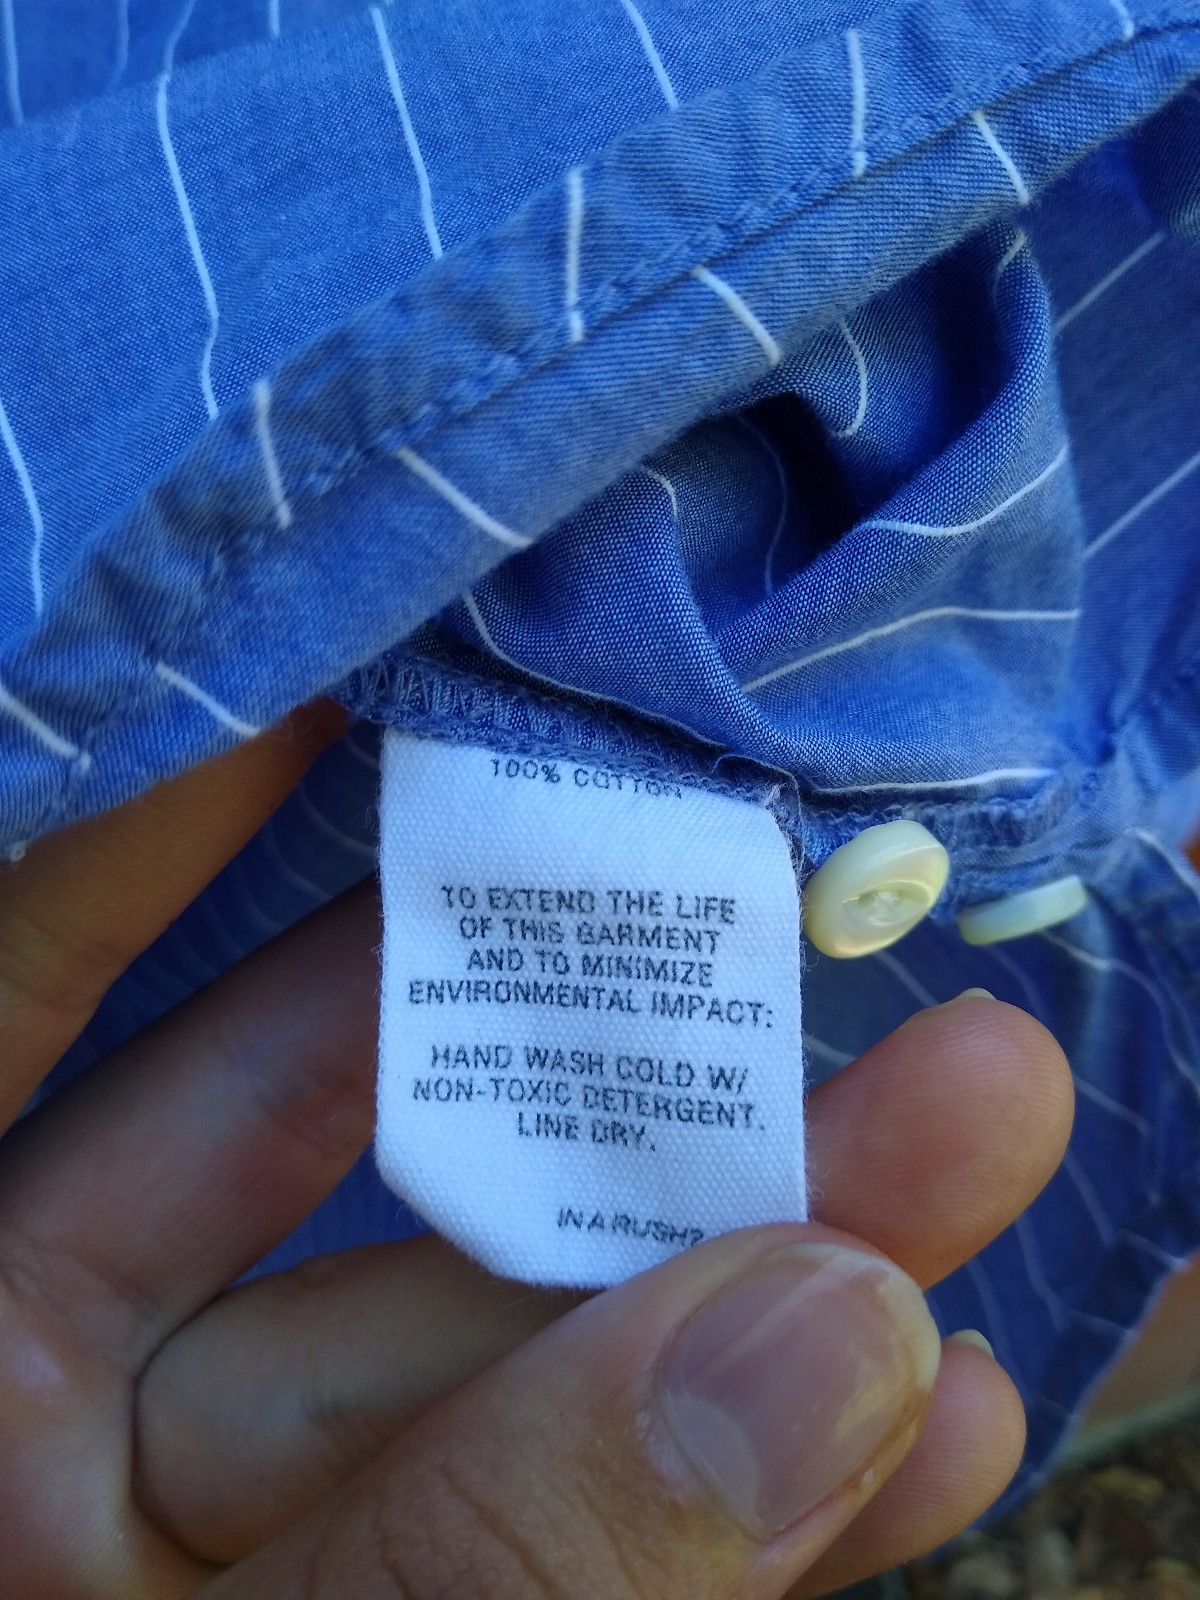 100% COTTON
TO EXTEND THE LIFE
OF THIS GARMENT
AND TO MINIMIZE
ENVIRONMENTAL IMPACT:
HAND WASH COLD W/
NON-TOXIC DETERGENT.
LINE DRY.
IN A RUSH?